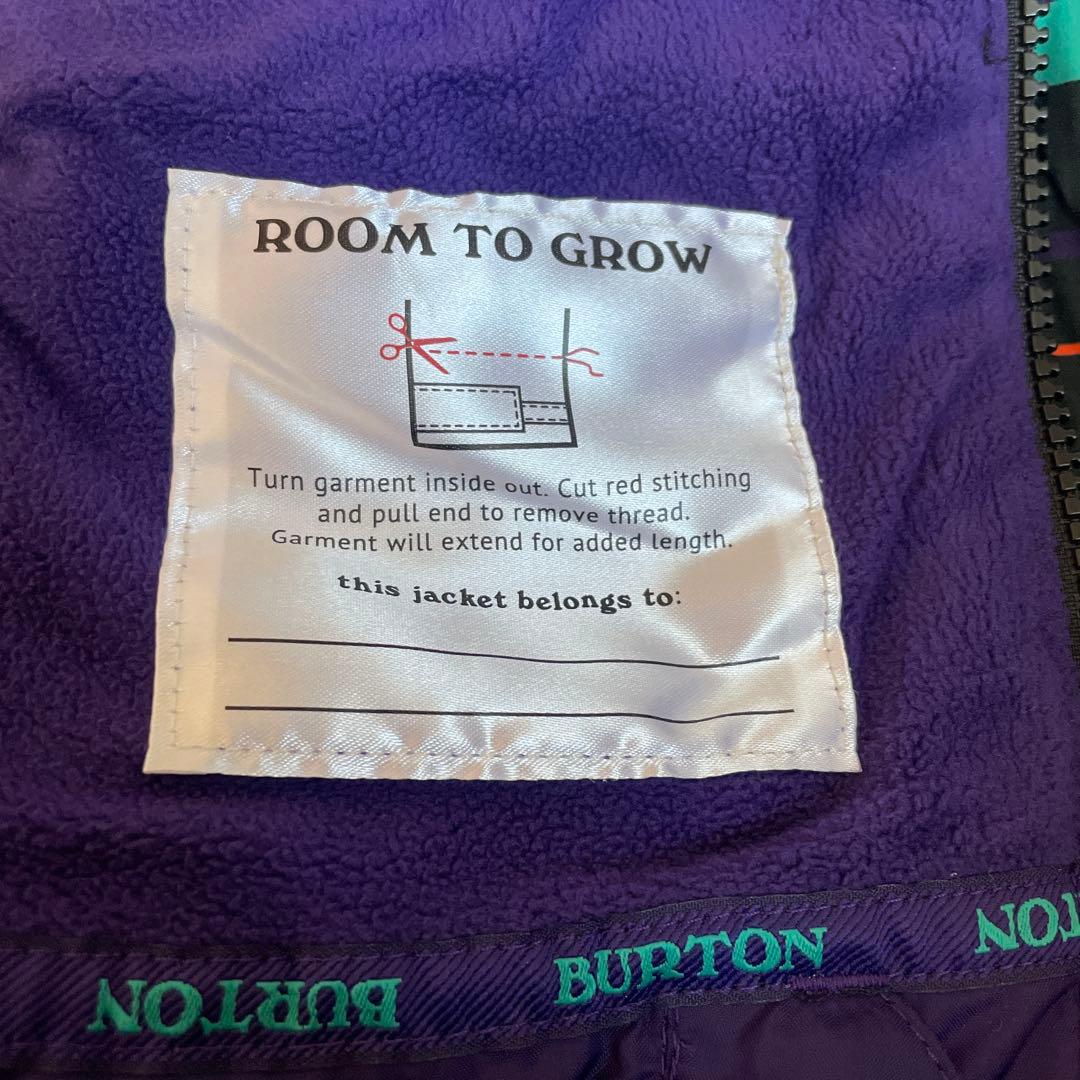 ROOM TO GROW
Turn garment inside out. Cut red stitching
and pull end to remove thread.
Garment will extend for added length.
this jacket belongs to:
BURTON BURTON TON